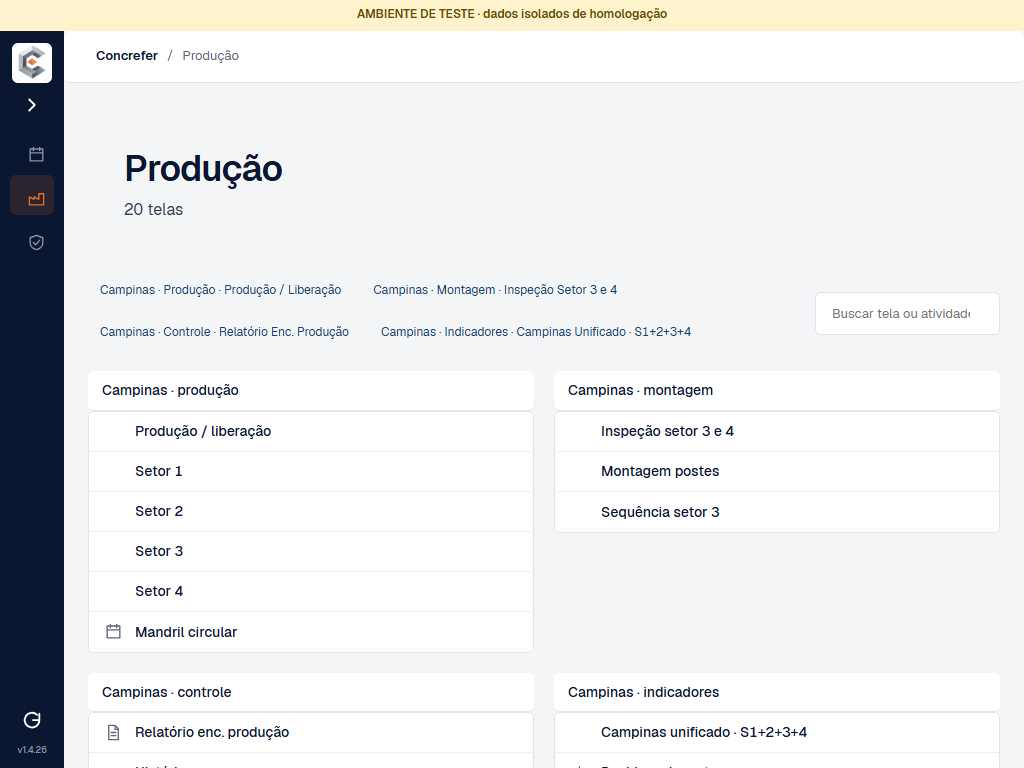 AMBIENTE DE TESTE · dados isolados de homologação
Concrefer / Produção
Produção
20 telas
Campinas · Produção · Produção / Liberação
Campinas · Montagem · Inspeção Setor 3 e 4
Campinas · Controle · Relatório Enc. Produção
Campinas · Indicadores · Campinas Unificado · S1+2+3+4
Buscar tela ou atividade
Campinas · produção
Produção / liberação
Setor 1
Setor 2
Setor 3
Setor 4
Mandril circular
Campinas · montagem
Inspeção setor 3 e 4
Montagem postes
Sequência setor 3
Campinas · controle
Relatório enc. produção
Campinas · indicadores
Campinas unificado · S1+2+3+4
v1.4.26